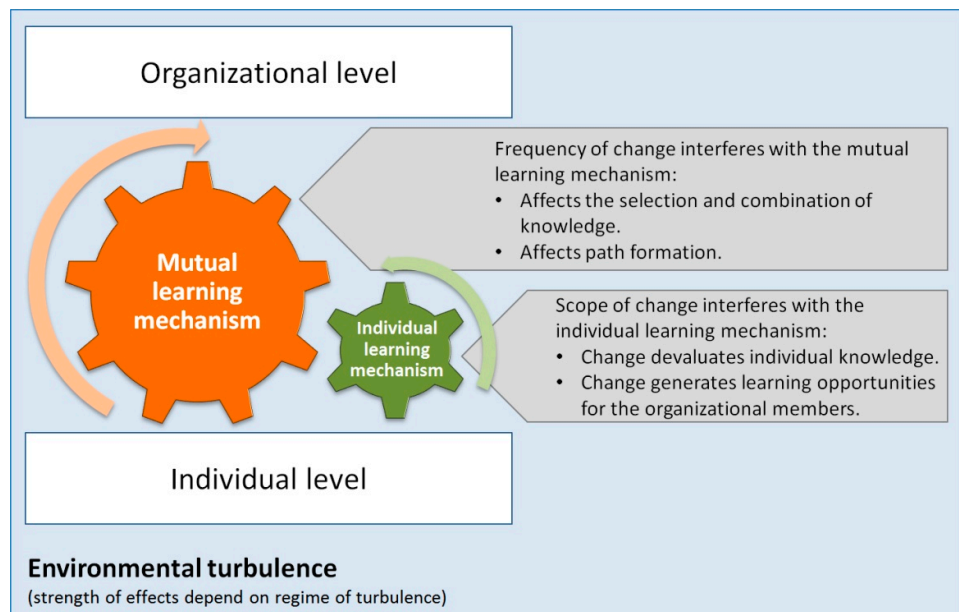 Organizational level
Frequency of change interferes with the mutual
learning mechanism:
• Affects the selection and combination of
knowledge.
• Affects path formation.
Mutual
learning
mechanism
Individual
learning
mechanism
Scope of change interferes with the
individual learning mechanism:
• Change devaluates individual knowledge.
• Change generates learning opportunities
for the organizational members.
Individual level
Environmental turbulence
(strength of effects depend on regime of turbulence)